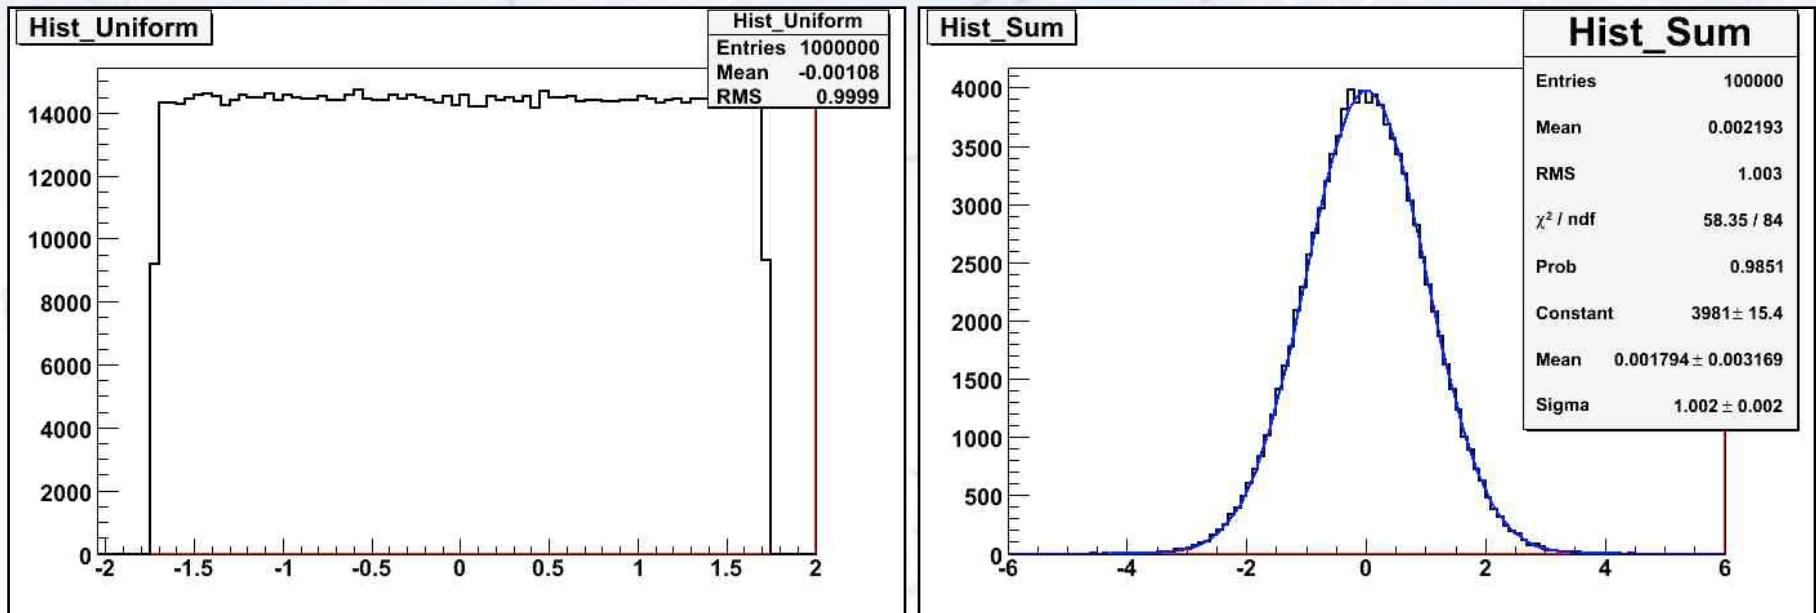 Hist_Uniform
Hist_Uniform
Entries 1000000
Mean -0.00108
RMS 0.9999
14000
12000
10000
8000
6000
4000
2000
0
-2 -1.5 -1 -0.5 0 0.5 1 1.5 2
Hist_Sum
Hist_Sum
Entries 100000
Mean 0.002193
RMS 1.003
χ² / ndf 58.35 / 84
Prob 0.9851
Constant 3981 ± 15.4
Mean 0.001794 ± 0.003169
Sigma 1.002 ± 0.002
4000
3500
3000
2500
2000
1500
1000
500
0
-6 -4 -2 0 2 4 6